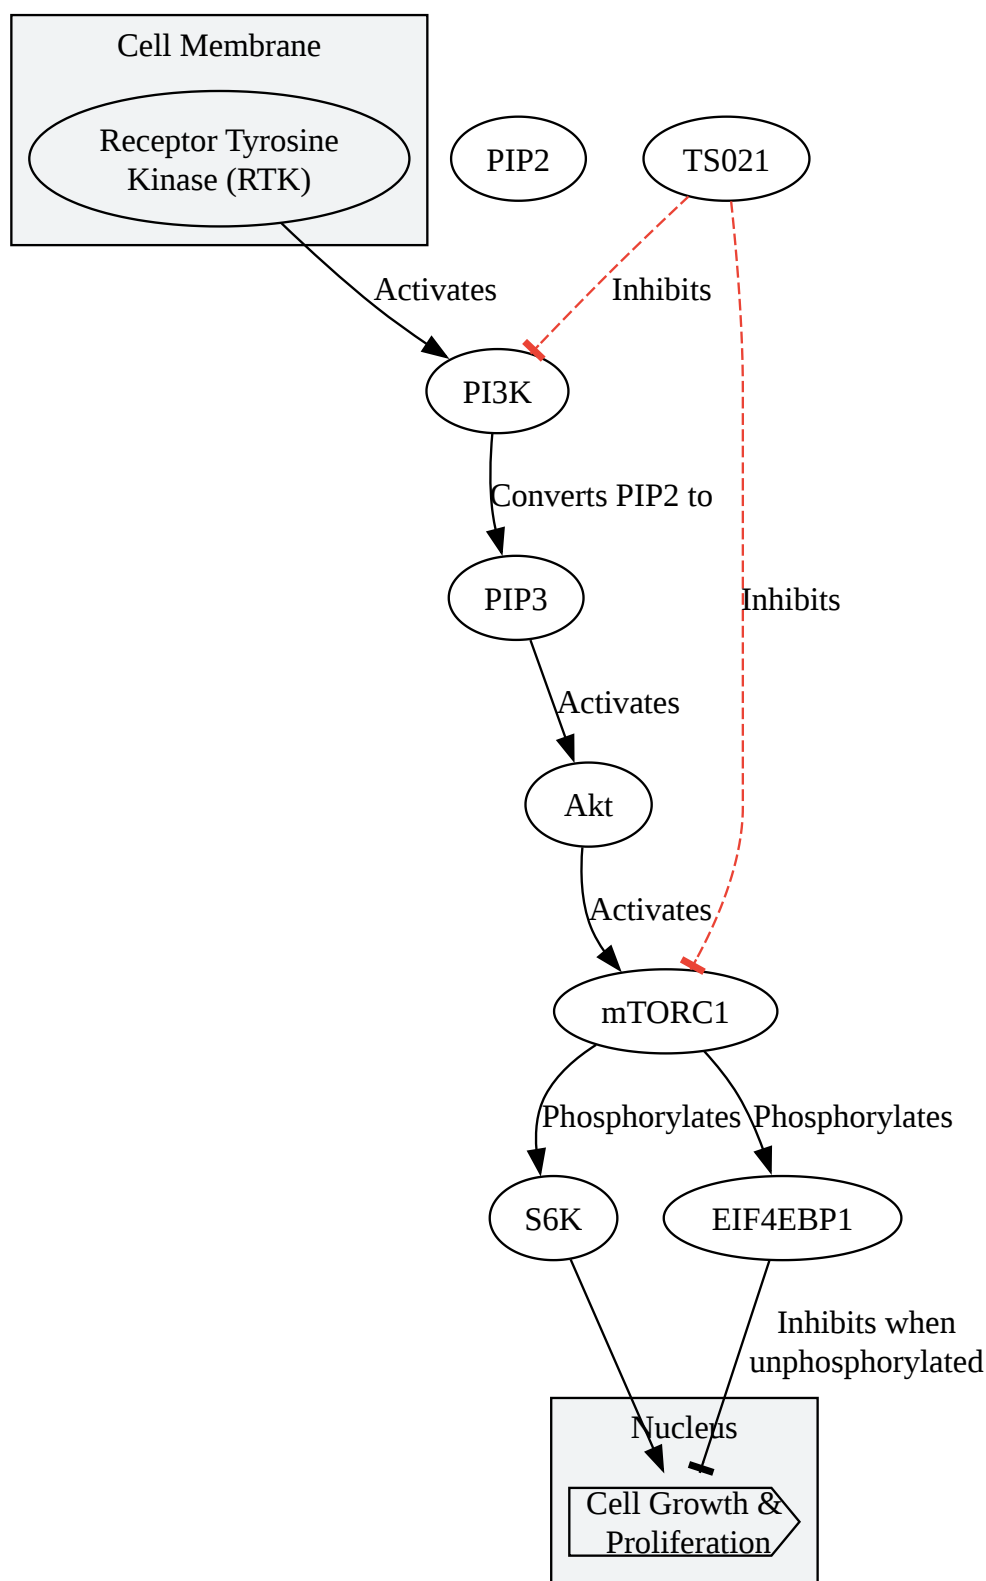 Cell Membrane
Receptor Tyrosine
Kinase (RTK)
PIP2
TS021
Activates
Inhibits
PI3K
Converts PIP2 to
PIP3
Inhibits
Activates
Akt
Activates
mTORC1
Phosphorylates
Phosphorylates
S6K
EIF4EBP1
Inhibits when
unphosphorylated
Nucleus
Cell Growth &
Proliferation